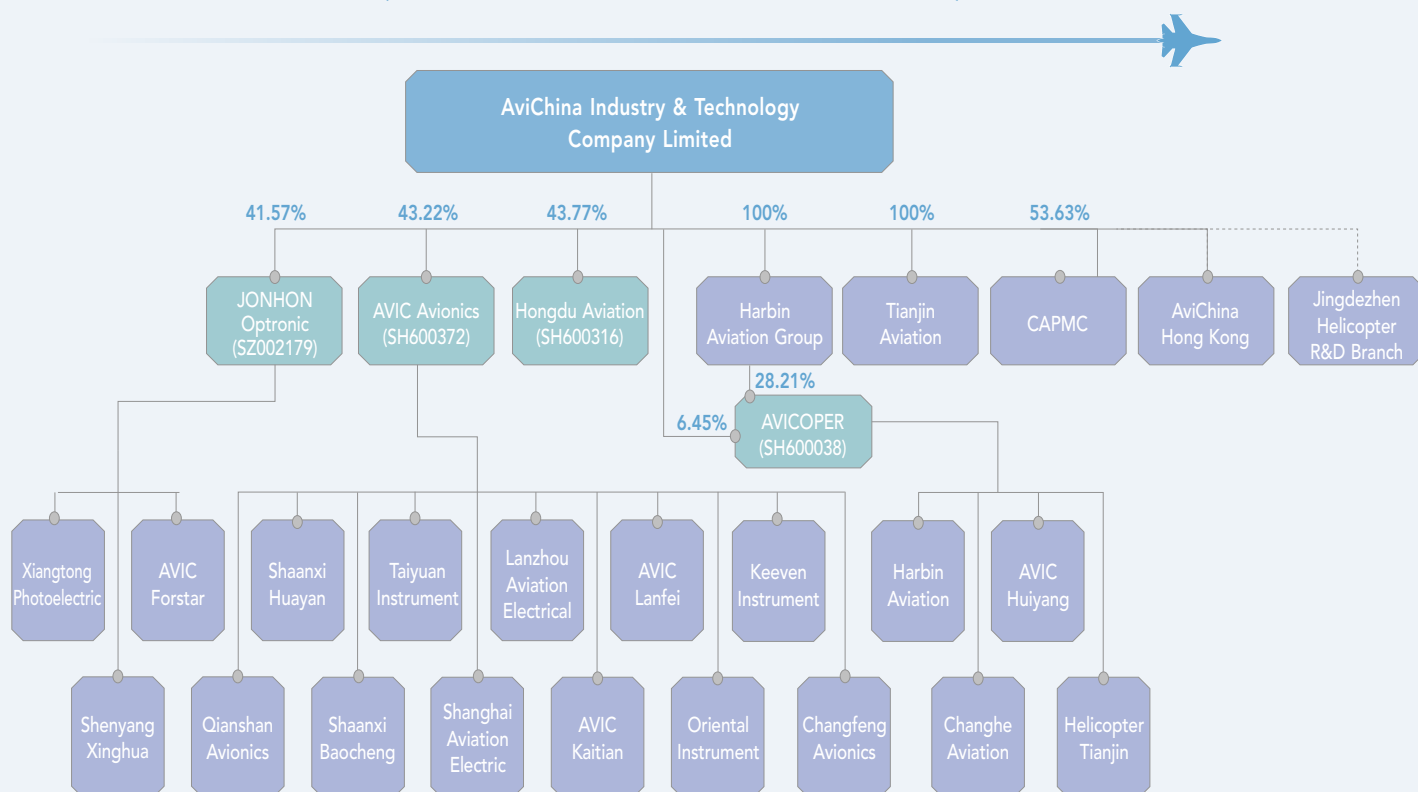 AviChina Industry & Technology
Company Limited
41.57%
43.22%
43.77%
100%
100%
53.63%
JONHON
Optronic
(SZ002179)
AVIC Avionics
(SH600372)
Hongdu Aviation
(SH600316)
Harbin
Aviation Group
Tianjin
Aviation
CAPMC
AviChina
Hong Kong
Jingdezhen
Helicopter
R&D Branch
28.21%
6.45%
AVICOPER
(SH600038)
Xiangtong
Photoelectric
AVIC
Forstar
Shaanxi
Huayan
Taiyuan
Instrument
Lanzhou
Aviation
Electrical
AVIC
Lanfei
Keeven
Instrument
Harbin
Aviation
AVIC
Huiyang
Shenyang
Xinghua
Qianshan
Avionics
Shaanxi
Baocheng
Shanghai
Aviation
Electric
AVIC
Kaitian
Oriental
Instrument
Changfeng
Avionics
Changhe
Aviation
Helicopter
Tianjin